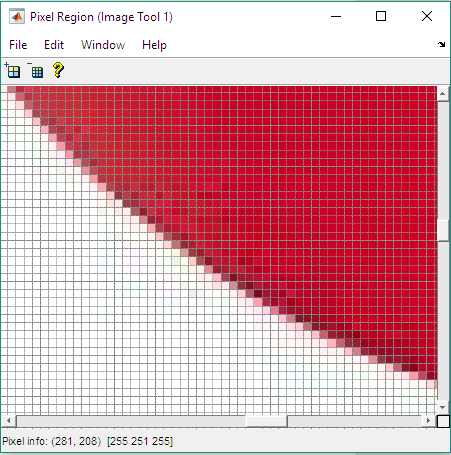 Pixel Region (Image Tool 1)
File Edit Window Help
Pixel info: (281, 208) [255 251 255]